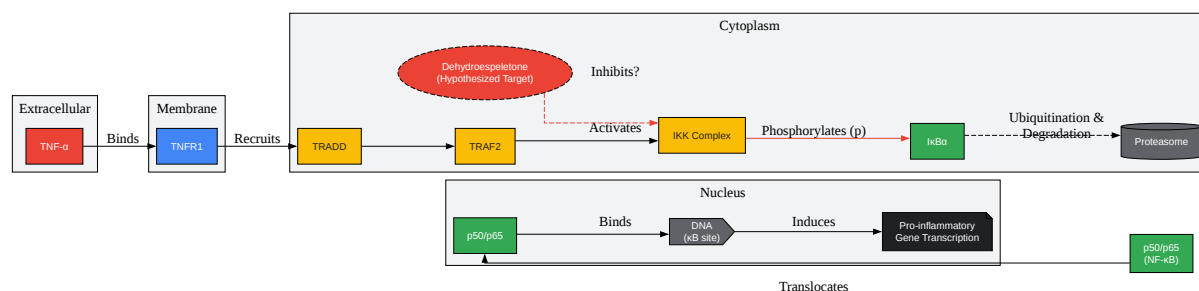 Cytoplasm
Dehydroespeletone
(Hypothesized Target)
Inhibits?
Extracellular
Membrane
TNF-α
Binds
TNFR1
Recruits
TRADD
TRAF2
Activates
IKK Complex
Phosphorylates (p)
IκBα
Ubiquitination &
Degradation
Proteasome
Nucleus
p50/p65
Binds
DNA
(κB site)
Induces
Pro-inflammatory
Gene Transcription
p50/p65
(NF-κB)
Translocates